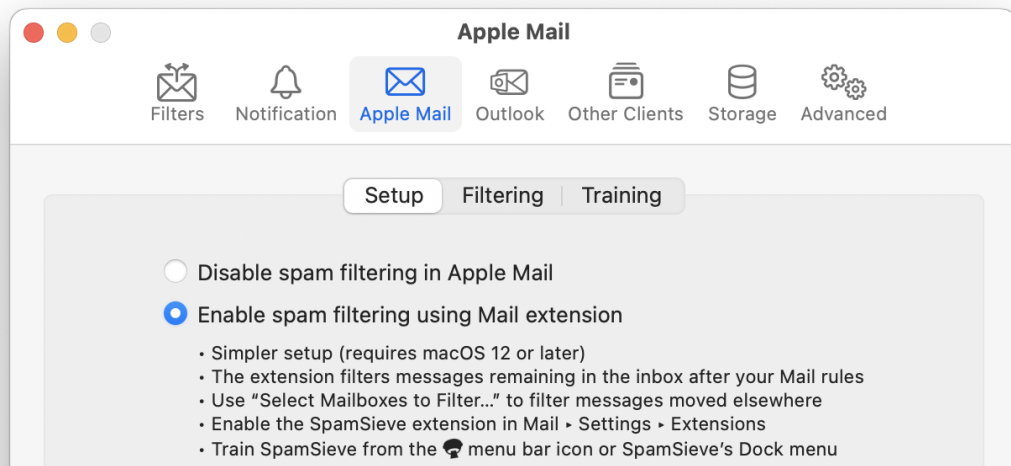 Apple Mail
Filters
Notification
Apple Mail
Outlook
Other Clients
Storage
Advanced
Setup
Filtering
Training
Disable spam filtering in Apple Mail
Enable spam filtering using Mail extension
• Simpler setup (requires macOS 12 or later)
• The extension filters messages remaining in the inbox after your Mail rules
• Use “Select Mailboxes to Filter…” to filter messages moved elsewhere
• Enable the SpamSieve extension in Mail ▸ Settings ▸ Extensions
• Train SpamSieve from the menu bar icon or SpamSieve’s Dock menu